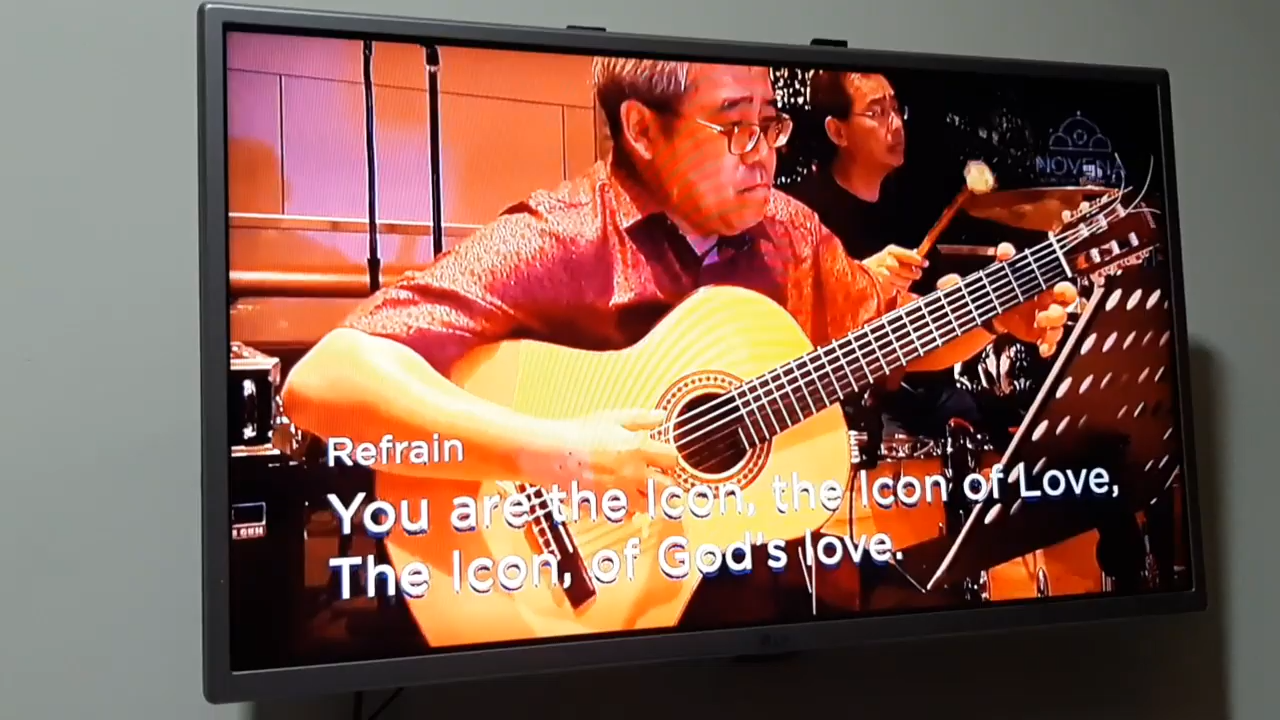 NOVENA
Refrain
You are the Icon, the Icon of Love,
The Icon, of God's love.